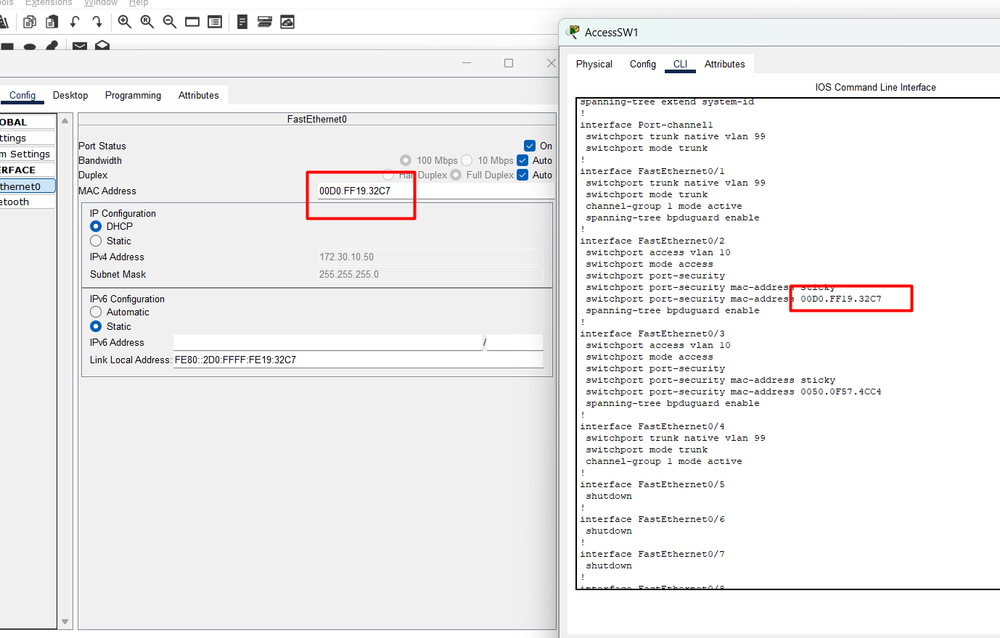 Extensions Window Help
Config Desktop Programming Attributes
OBAL
ttings
m Settings
ERFACE
thernet0
etooth
FastEthernet0
Port Status On
Bandwidth 100 Mbps 10 Mbps Auto
Duplex Half Duplex Full Duplex Auto
MAC Address 00D0.FF19.32C7
IP Configuration
DHCP
Static
IPv4 Address 172.30.10.50
Subnet Mask 255.255.255.0
IPv6 Configuration
Automatic
Static
IPv6 Address /
Link Local Address: FE80::2D0:FFFF:FE19:32C7
AccessSW1
Physical Config CLI Attributes
IOS Command Line Interface
spanning-tree extend system-id
!
interface Port-channel1
switchport trunk native vlan 99
switchport mode trunk
!
interface FastEthernet0/1
switchport trunk native vlan 99
switchport mode trunk
channel-group 1 mode active
spanning-tree bpduguard enable
!
interface FastEthernet0/2
switchport access vlan 10
switchport mode access
switchport port-security
switchport port-security mac-address sticky
switchport port-security mac-address 00D0.FF19.32C7
spanning-tree bpduguard enable
!
interface FastEthernet0/3
switchport access vlan 10
switchport mode access
switchport port-security
switchport port-security mac-address sticky
switchport port-security mac-address 0050.0F57.4CC4
spanning-tree bpduguard enable
!
interface FastEthernet0/4
switchport trunk native vlan 99
switchport mode trunk
channel-group 1 mode active
!
interface FastEthernet0/5
shutdown
!
interface FastEthernet0/6
shutdown
!
interface FastEthernet0/7
shutdown
!
interface FastEthernet0/8